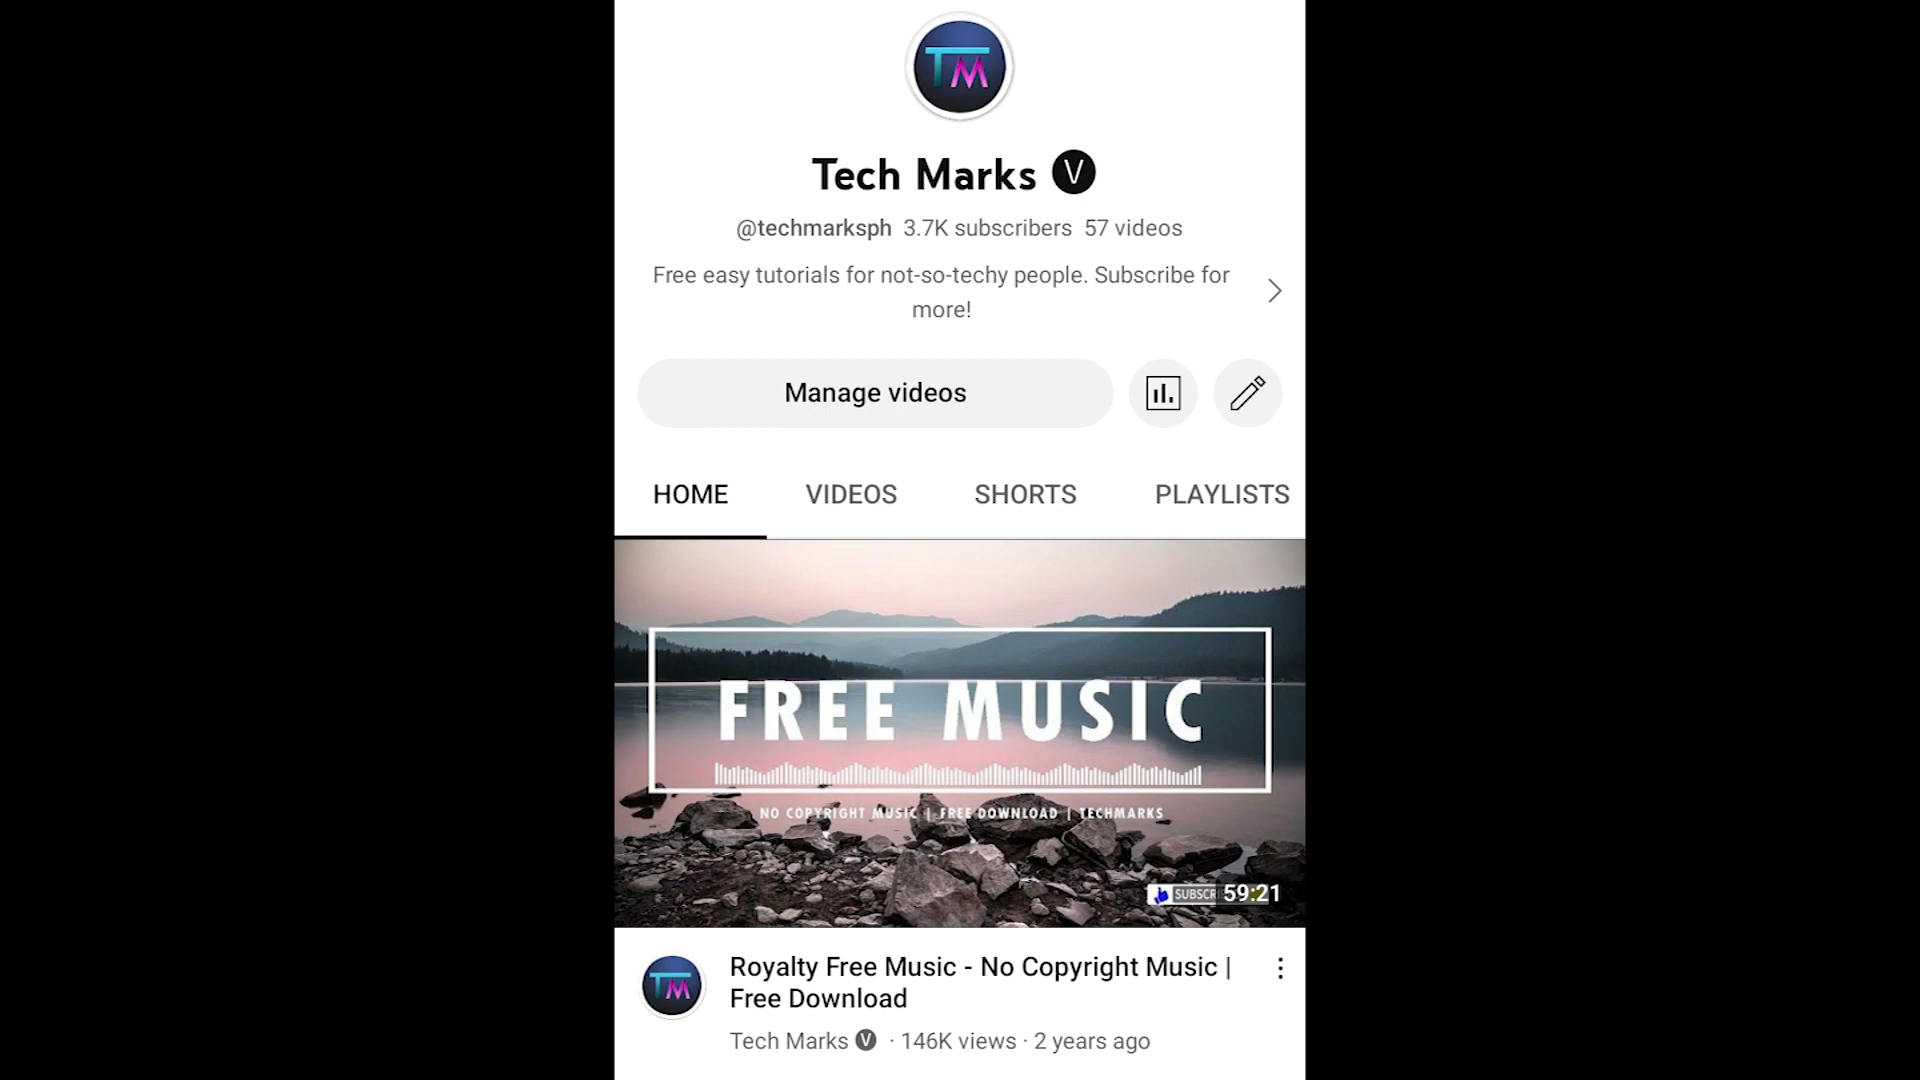 TM
Tech Marks V
@techmarksph 3.7K subscribers 57 videos
Free easy tutorials for not-so-techy people. Subscribe for
more!
Manage videos
HOME VIDEOS SHORTS PLAYLISTS
FREE MUSIC
NO COPYRIGHT MUSIC | FREE DOWNLOAD | TECHMARKS
59:21
TM
Royalty Free Music - No Copyright Music |
Free Download
Tech Marks V · 146K views · 2 years ago